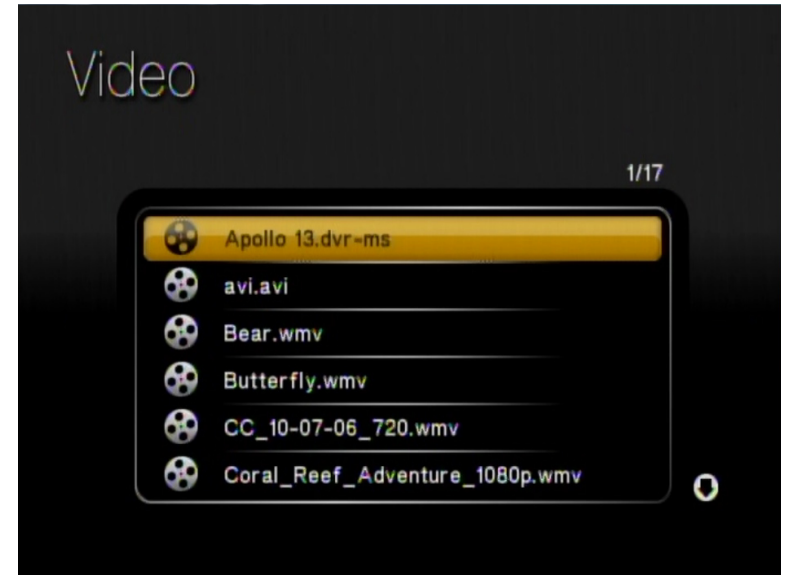 Video
1/17
Apollo 13.dvr-ms
avi.avi
Bear.wmv
Butterfly.wmv
CC_10-07-06_720.wmv
Coral_Reef_Adventure_1080p.wmv